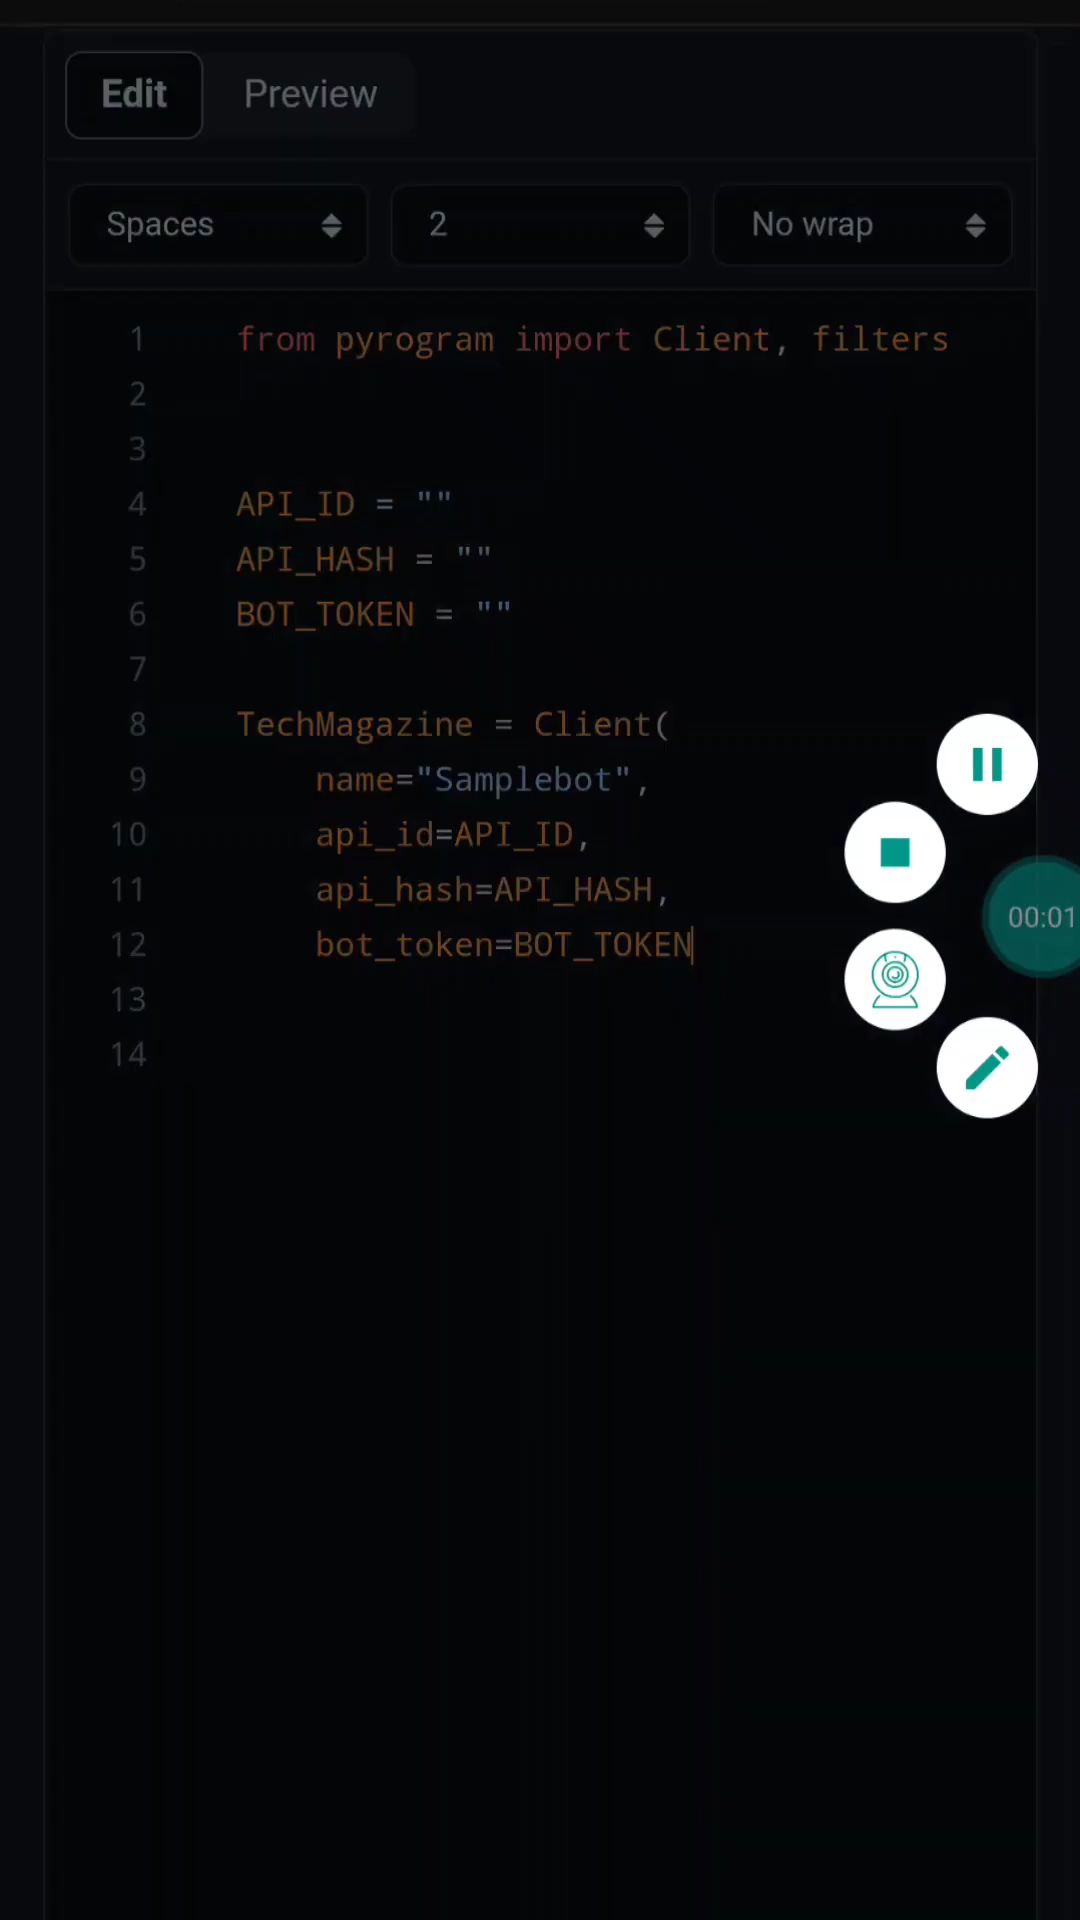 Edit Preview
Spaces 2 No wrap
1 from pyrogram import Client, filters
2
3
4 API_ID = ""
5 API_HASH = ""
6 BOT_TOKEN = ""
7
8 TechMagazine = Client(
9 name="Samplebot",
10 api_id=API_ID,
11 api_hash=API_HASH,
12 bot_token=BOT_TOKEN
13
14
00:01